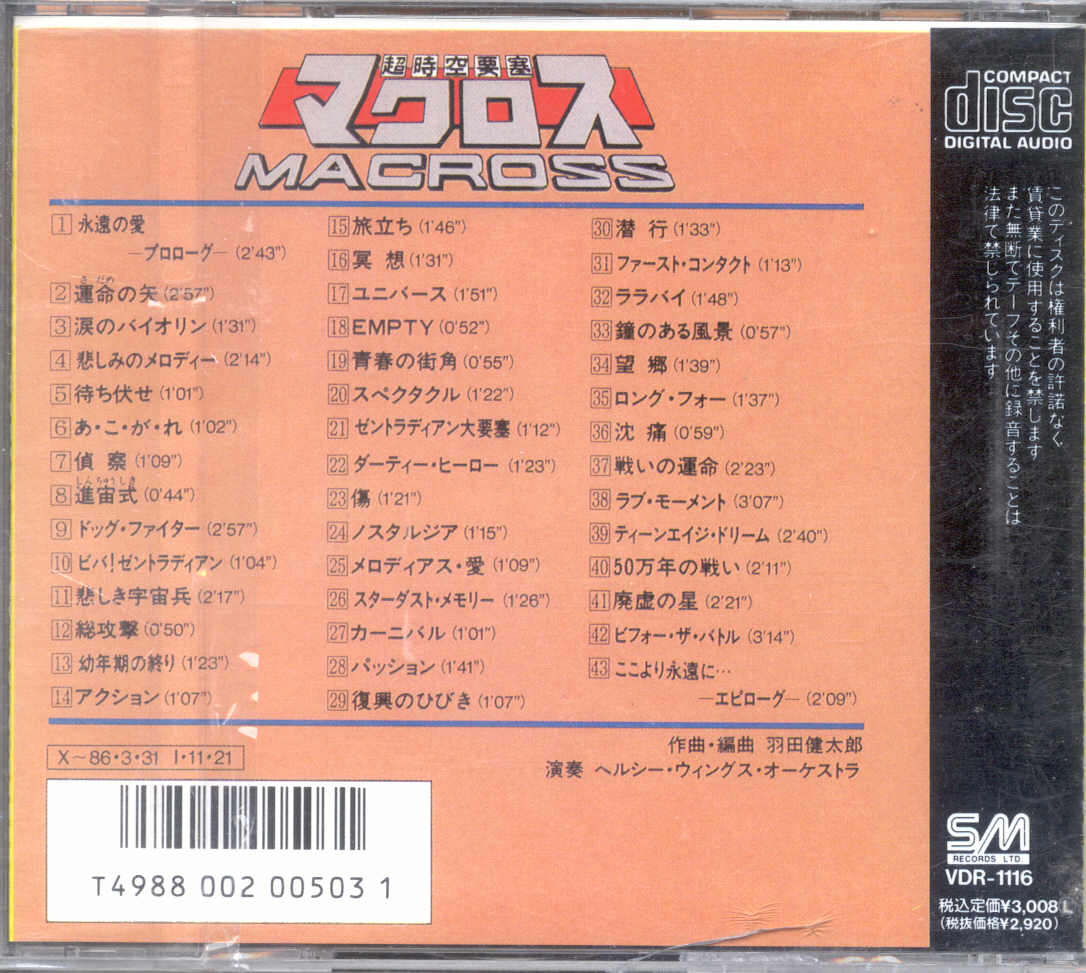 超時空要塞
マクロス
MACROSS
1 永遠の愛
—プロローグ— (2'43")
さ だめ
2 運命の矢 (2'57")
3 涙のバイオリン (1'31")
4 悲しみのメロディー (2'14")
5 待ち伏せ (1'01")
6 あ・こ・が・れ (1'02")
7 偵 察 (1'09")
しんちゅうしき
8 進宙式 (0'44")
9 ドッグ・ファイター (2'57")
10 ビバ!ゼントラディアン (1'04")
11 悲しき宇宙兵 (2'17")
12 総攻撃 (0'50")
13 幼年期の終り (1'23")
14 アクション (1'07")
15 旅立ち (1'46")
16 冥 想 (1'31")
17 ユニバース (1'51")
18 EMPTY (0'52")
19 青春の街角 (0'55")
20 スペクタクル (1'22")
21 ゼントラディアン大要塞 (1'12")
22 ダーティー・ヒーロー (1'23")
23 傷 (1'21")
24 ノスタルジア (1'15")
25 メロディアス・愛 (1'09")
26 スターダスト・メモリー (1'26")
27 カーニバル (1'01")
28 パッション (1'41")
29 復興のひびき (1'07")
30 潜 行 (1'33")
31 ファースト・コンタクト (1'13")
32 ララバイ (1'48")
33 鐘のある風景 (0'57")
34 望 郷 (1'39")
35 ロング・フォー (1'37")
36 沈 痛 (0'59")
37 戦いの運命 (2'23")
38 ラブ・モーメント (3'07")
39 ティーンエイジ・ドリーム (2'40")
40 50万年の戦い (2'11")
41 廃虚の星 (2'21")
42 ビフォー・ザ・バトル (3'14")
43 ここより永遠に…
—エピローグ— (2'09")
作曲・編曲 羽田健太郎
演奏 ヘルシー・ウィングス・オーケストラ
X~86・3・31 I・11・21
T4988 002 00503 1
COMPACT
disc
DIGITAL AUDIO
このディスクは権利者の許諾なく
賃貸業に使用することを禁じます
また無断でテープその他に録音することは
法律で禁じられています
SM
RECORDS LTD.
VDR-1116
税込定価¥3,008 L
(税抜価格¥2,920)